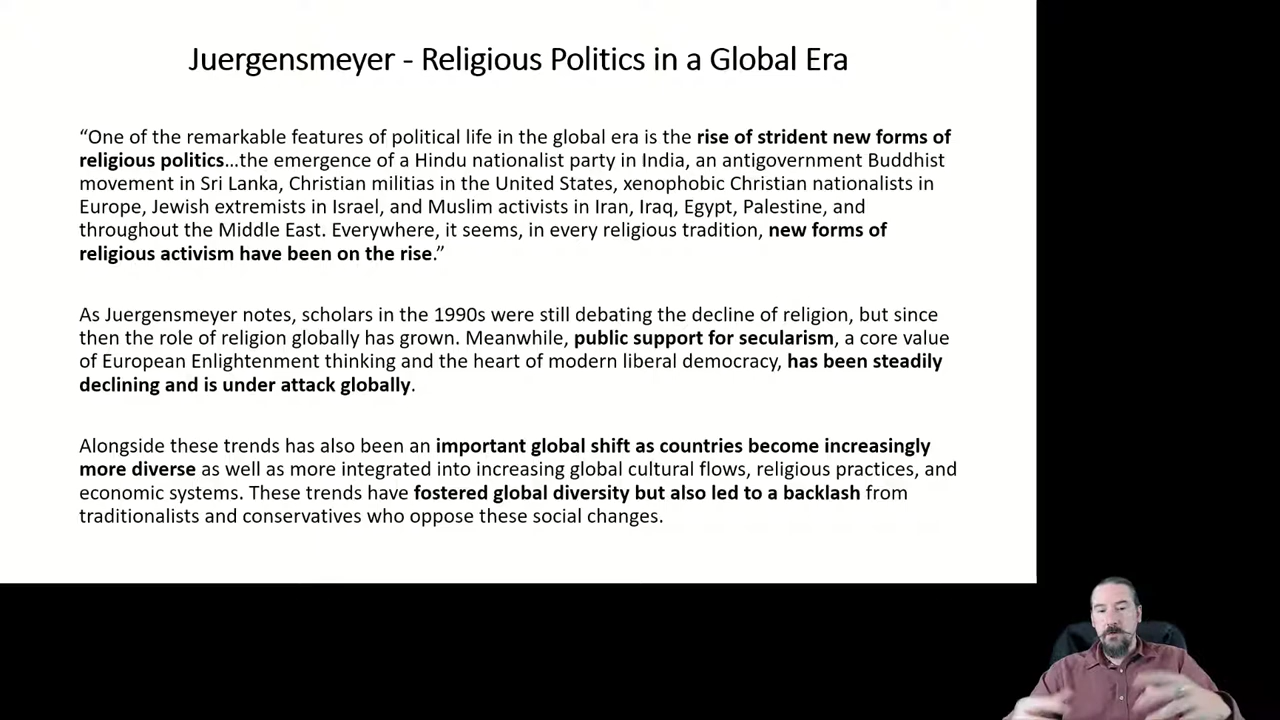 Juergensmeyer - Religious Politics in a Global Era
“One of the remarkable features of political life in the global era is the rise of strident new forms of
religious politics…the emergence of a Hindu nationalist party in India, an antigovernment Buddhist
movement in Sri Lanka, Christian militias in the United States, xenophobic Christian nationalists in
Europe, Jewish extremists in Israel, and Muslim activists in Iran, Iraq, Egypt, Palestine, and
throughout the Middle East. Everywhere, it seems, in every religious tradition, new forms of
religious activism have been on the rise.”
As Juergensmeyer notes, scholars in the 1990s were still debating the decline of religion, but since
then the role of religion globally has grown. Meanwhile, public support for secularism, a core value
of European Enlightenment thinking and the heart of modern liberal democracy, has been steadily
declining and is under attack globally.
Alongside these trends has also been an important global shift as countries become increasingly
more diverse as well as more integrated into increasing global cultural flows, religious practices, and
economic systems. These trends have fostered global diversity but also led to a backlash from
traditionalists and conservatives who oppose these social changes.